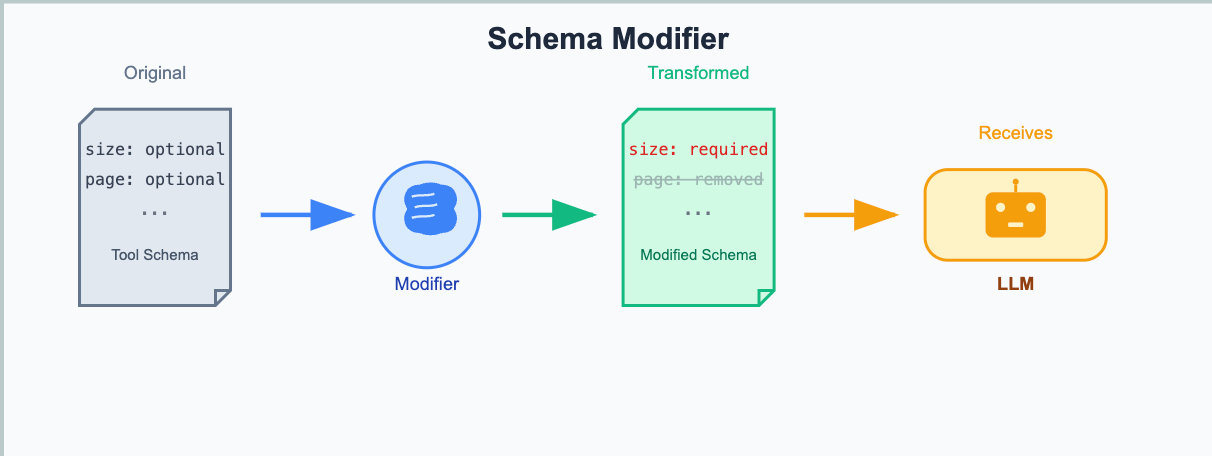 Schema Modifier
Original
size: optional
page: optional
...
Tool Schema
Modifier
Transformed
size: required
page: removed
...
Modified Schema
Receives
LLM